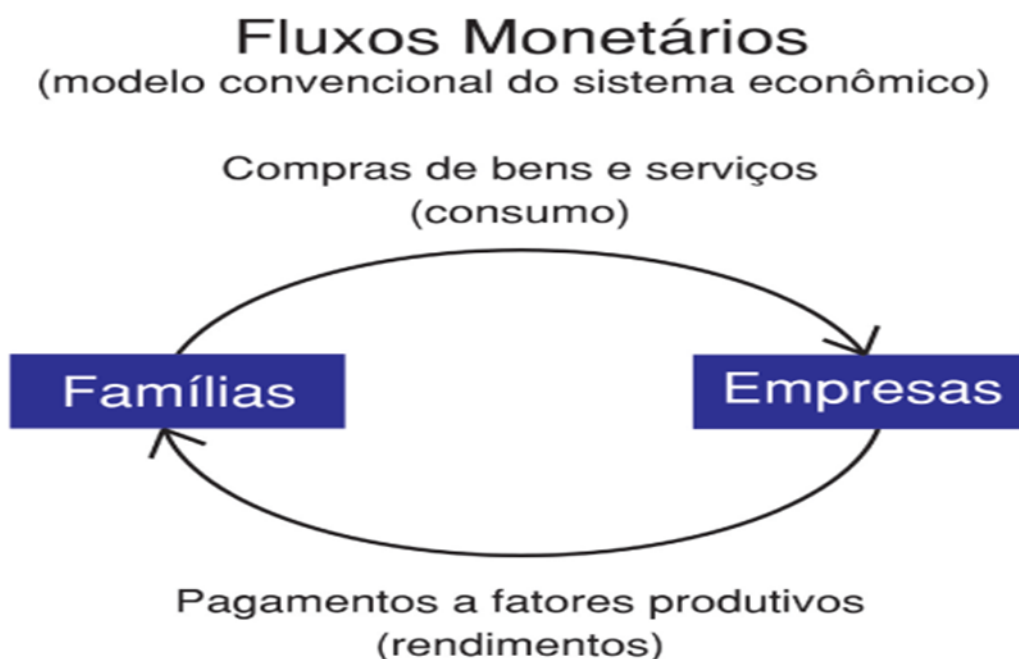 Fluxos Monetários
(modelo convencional do sistema econômico)
Compras de bens e serviços
(consumo)
Famílias
Empresas
Pagamentos a fatores produtivos
(rendimentos)